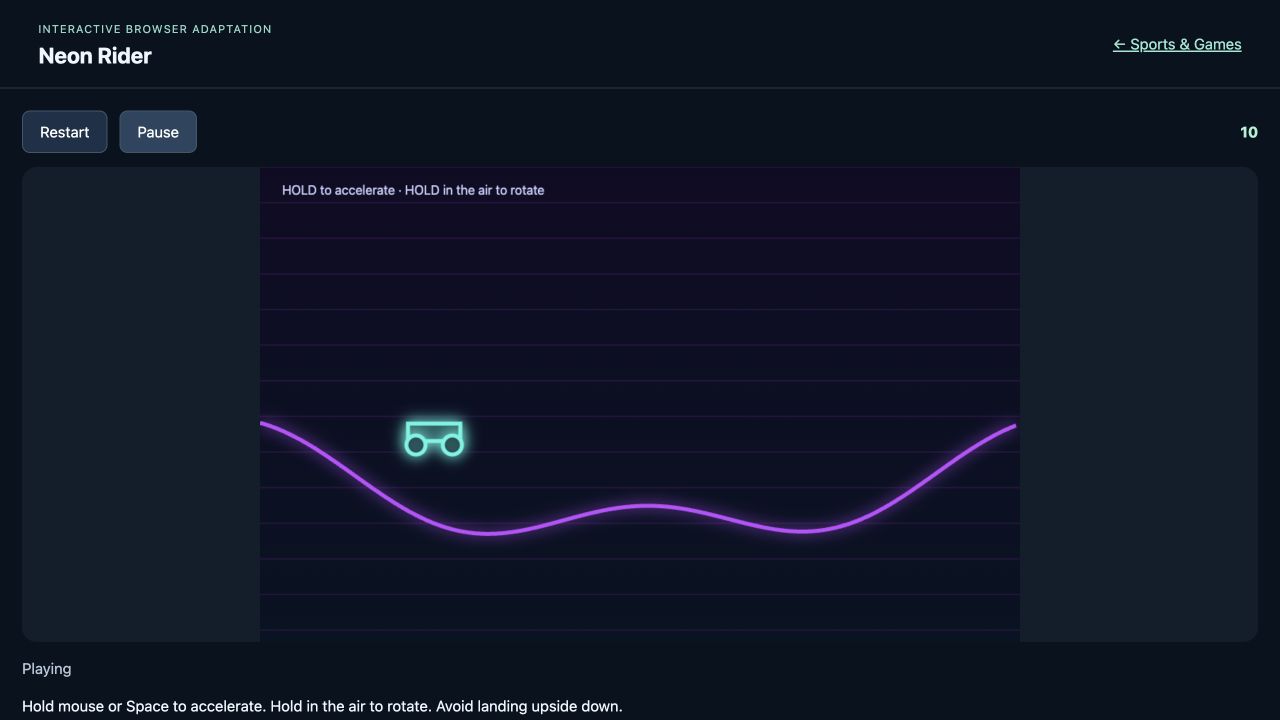 INTERACTIVE BROWSER ADAPTATION
Neon Rider
← Sports & Games
Restart
Pause
10
HOLD to accelerate · HOLD in the air to rotate
Playing
Hold mouse or Space to accelerate. Hold in the air to rotate. Avoid landing upside down.